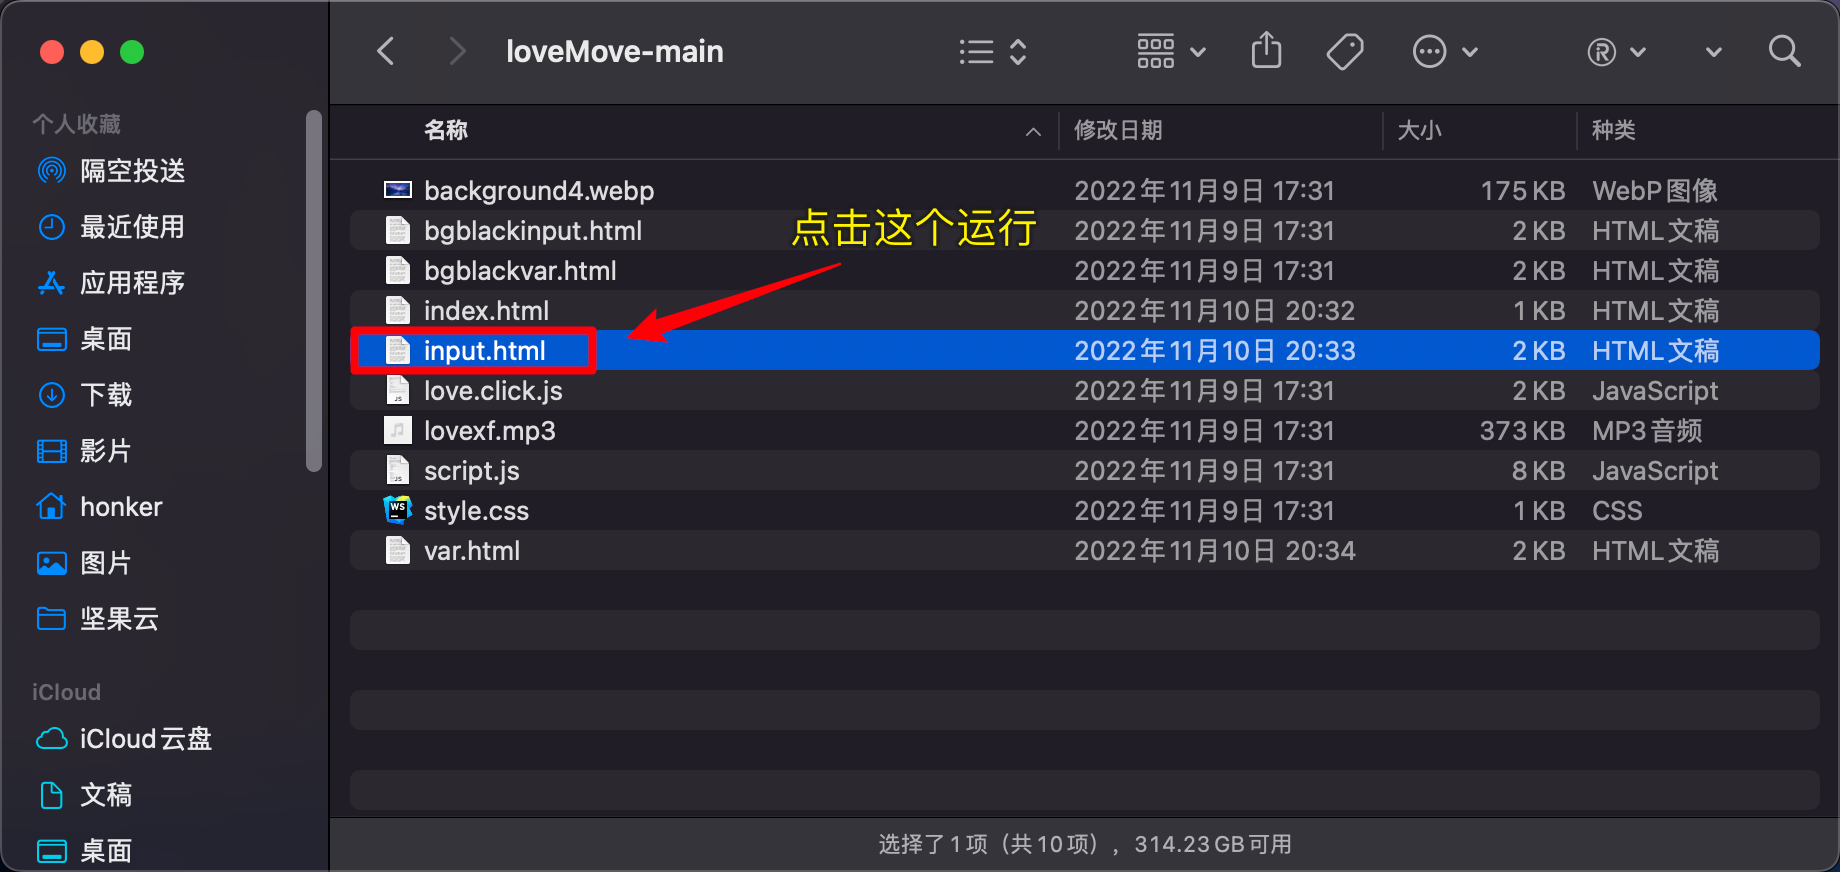 loveMove-main
个人收藏
隔空投送
最近使用
应用程序
桌面
下载
影片
honker
图片
坚果云
iCloud
iCloud云盘
文稿
桌面
名称 修改日期 大小 种类
background4.webp 2022年11月9日 17:31 175 KB WebP图像
bgblackinput.html 2022年11月9日 17:31 2 KB HTML文稿
点击这个运行
bgblackvar.html 2022年11月9日 17:31 2 KB HTML文稿
index.html 2022年11月10日 20:32 1 KB HTML文稿
input.html 2022年11月10日 20:33 2 KB HTML文稿
love.click.js 2022年11月9日 17:31 2 KB JavaScript
lovexf.mp3 2022年11月9日 17:31 373 KB MP3音频
script.js 2022年11月9日 17:31 8 KB JavaScript
style.css 2022年11月9日 17:31 1 KB CSS
var.html 2022年11月10日 20:34 2 KB HTML文稿
选择了1项（共10项），314.23 GB可用